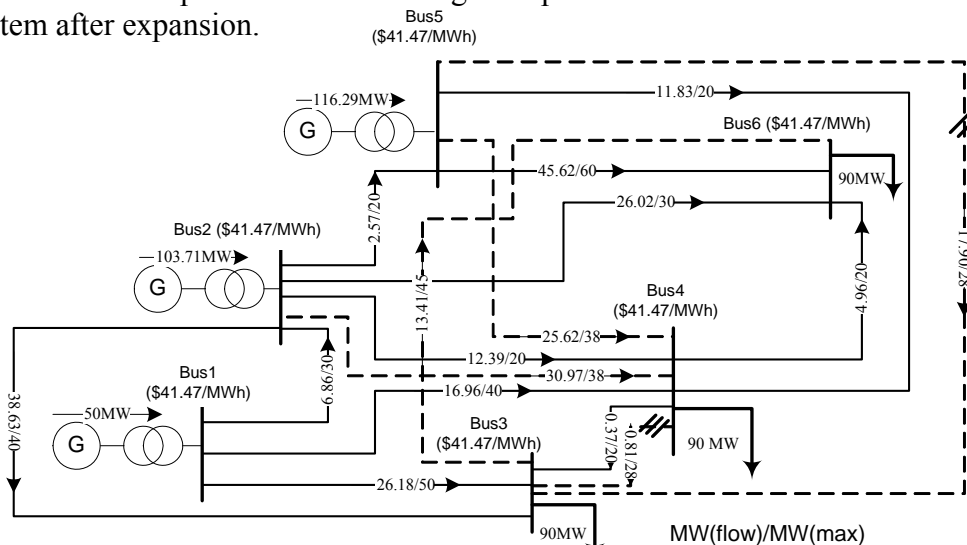 tem after expansion.
Bus5
($41.47/MWh)
11.83/20
116.29MW
G
Bus6 ($41.47/MWh)
45.62/60
90MW
26.02/30
2.57/20
Bus2 ($41.47/MWh)
103.71MW
G
13.41/45
4.96/20
17.90/28
Bus4
($41.47/MWh)
25.62/38
12.39/20
30.97/38
6.86/30
16.96/40
Bus1
($41.47/MWh)
50MW
G
38.63/40
Bus3
($41.47/MWh)
0.37/20
0.81/28
90 MW
26.18/50
90MW
MW(flow)/MW(max)